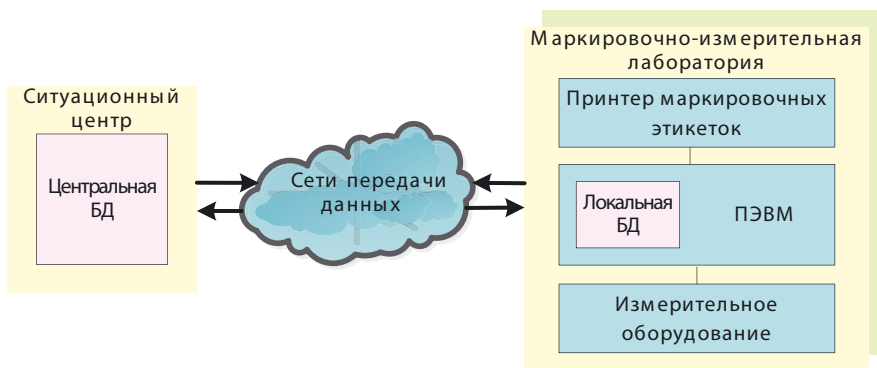 Ситуационный
центр
Центральная
БД
Сети передачи
данных
Маркировочно-измерительная
лаборатория
Принтер маркировочных
этикеток
Локальная
БД
ПЭВМ
Измерительное
оборудование